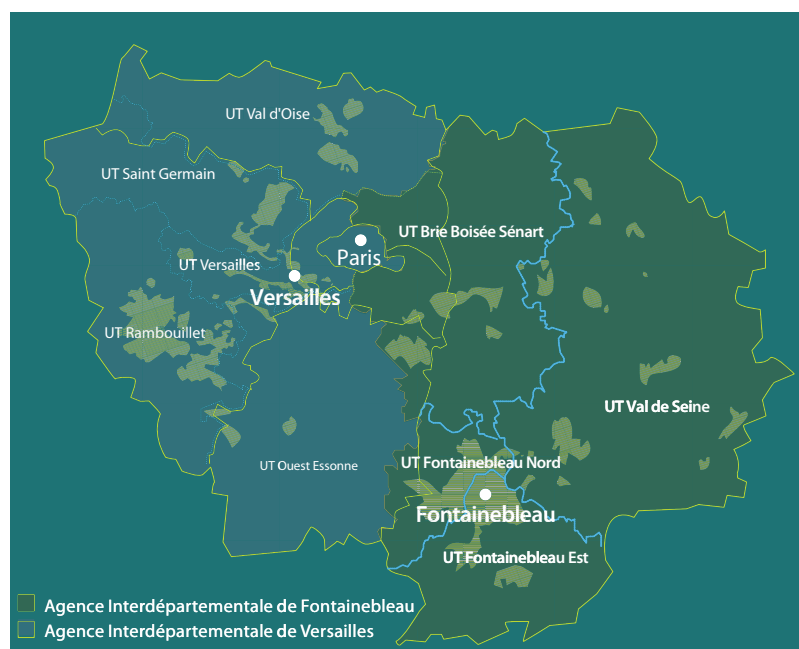 UT Val d'Oise
UT Saint Germain
UT Brie Boisée Sénart
Paris
UT Versailles
Versailles
UT Rambouillet
UT Val de Seine
UT Ouest Essonne
UT Fontainebleau Nord
Fontainebleau
UT Fontainebleau Est
Agence Interdépartementale de Fontainebleau
Agence Interdépartementale de Versailles